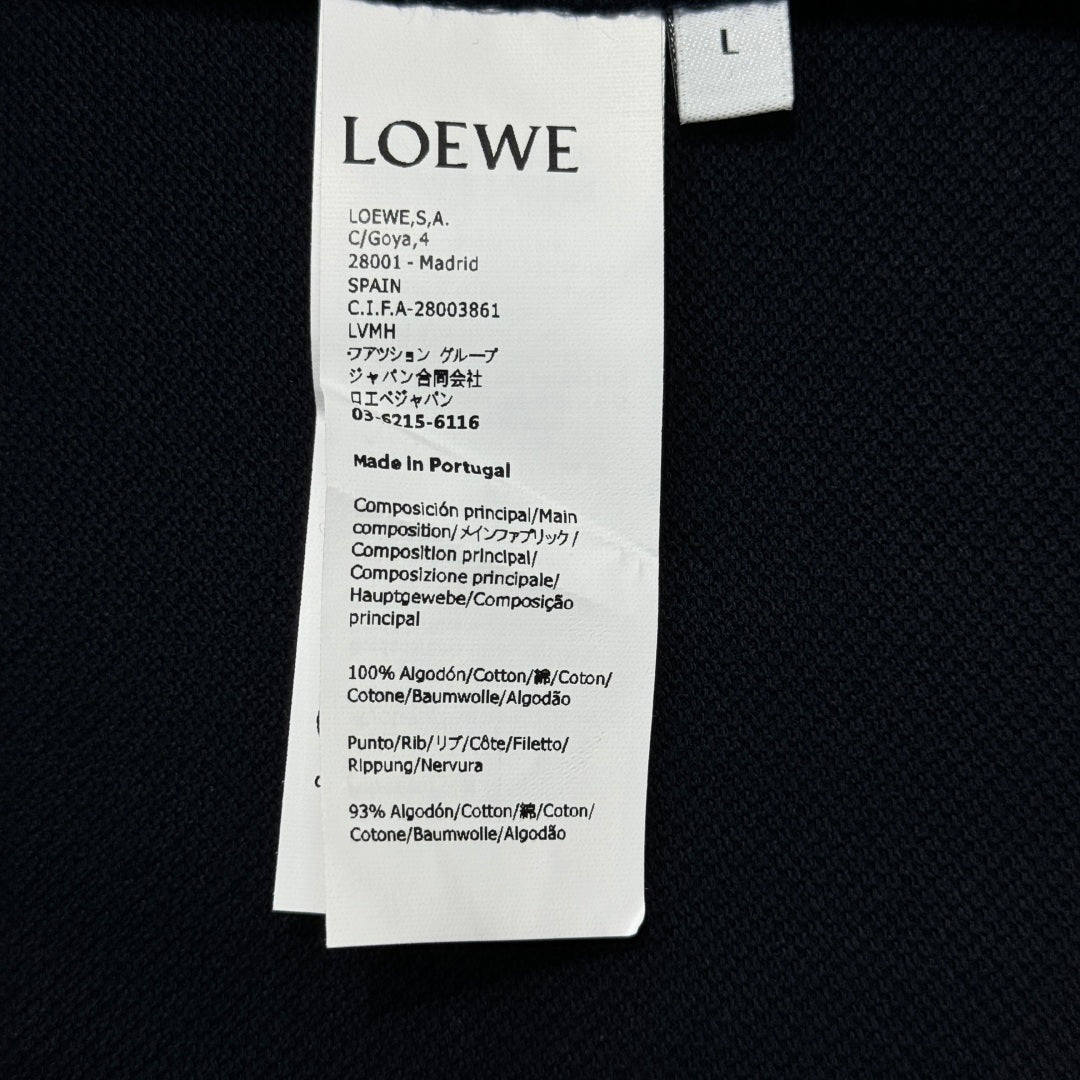 L
LOEWE
LOEWE,S,A.
C/Goya,4
28001 - Madrid
SPAIN
C.I.F.A-28003861
LVMH
ワアツション グループ
ジャパン合同会社
ロエベジャパン
03-6215-6116
Made in Portugal
Composición principal/Main
composition/メインファブリック/
Composition principal/
Composizione principale/
Hauptgewebe/Composição
principal
100% Algodón/Cotton/綿/Coton/
Cotone/Baumwolle/Algodão
Punto/Rib/リブ/Côte/Filetto/
Rippung/Nervura
93% Algodón/Cotton/綿/Coton/
Cotone/Baumwolle/Algodão